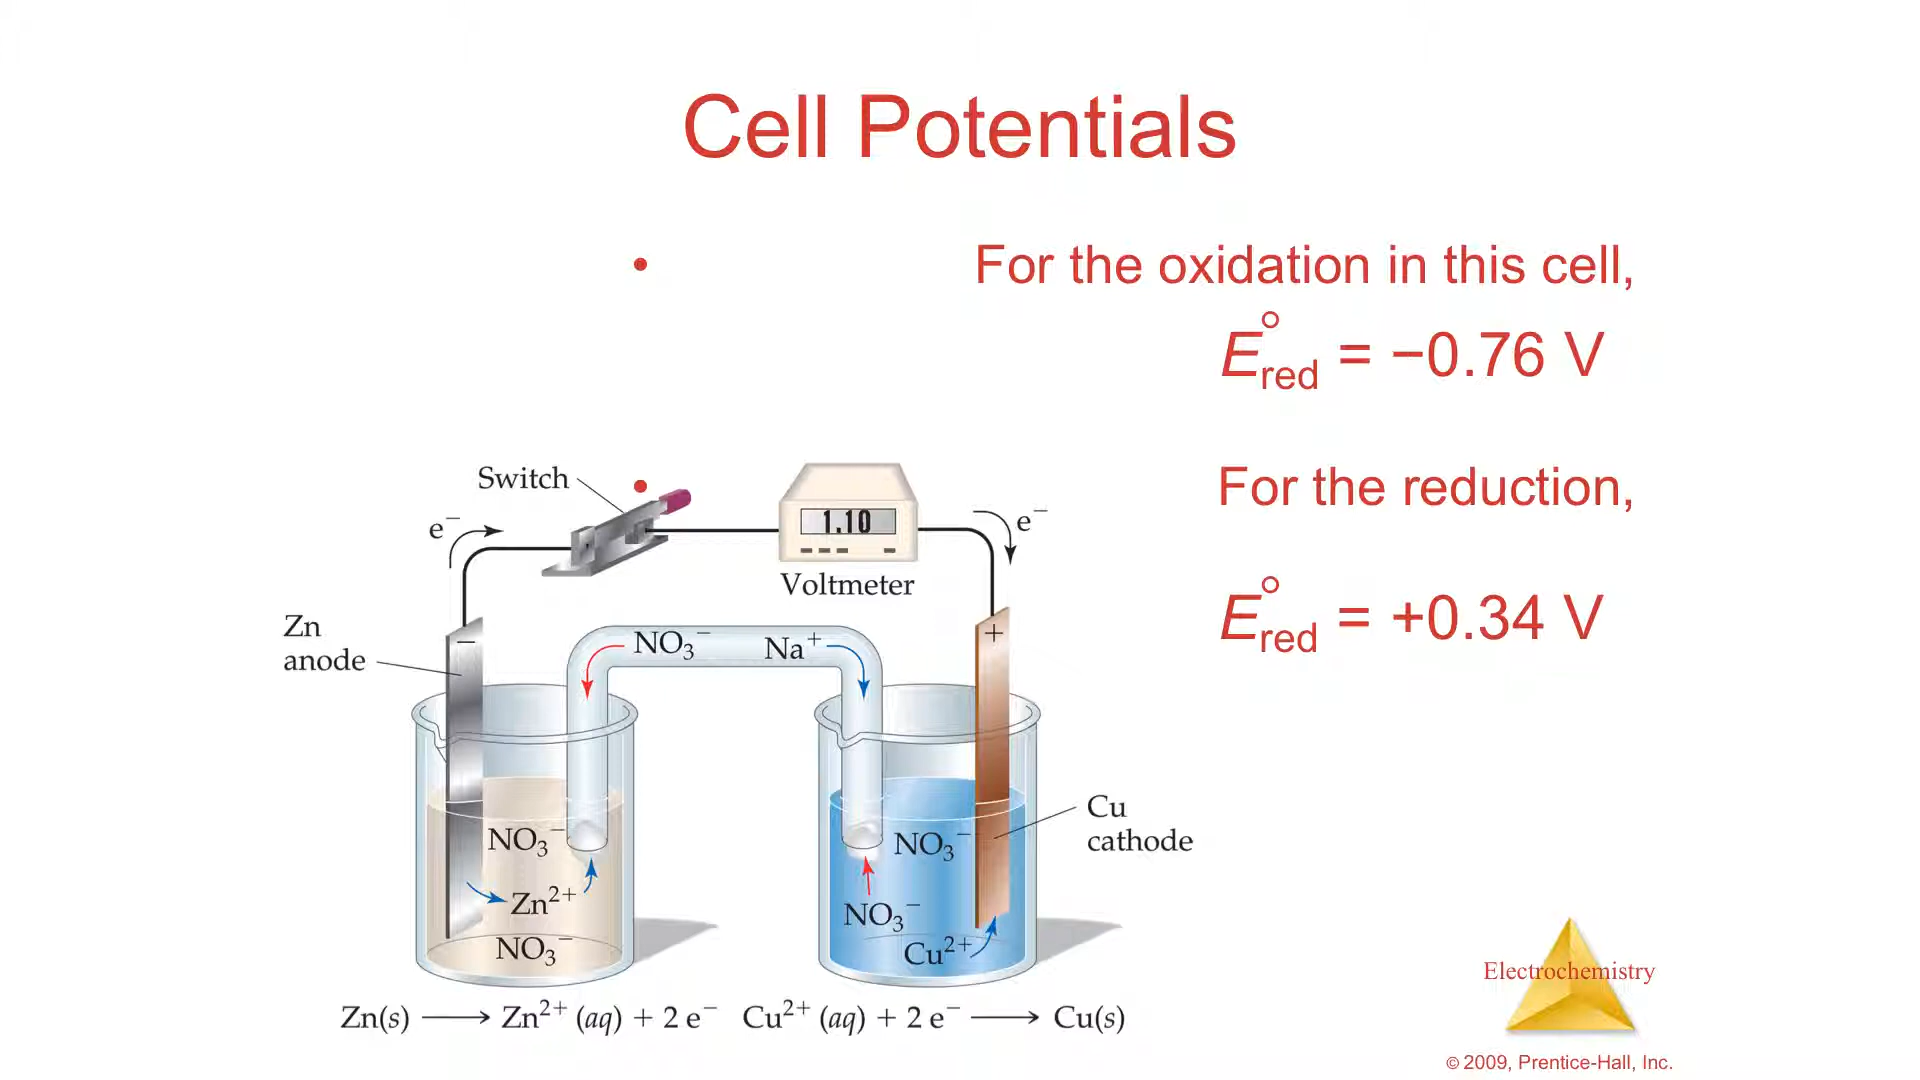 Cell Potentials
• For the oxidation in this cell,
E°red = −0.76 V
• For the reduction,
E°red = +0.34 V
Switch
e⁻
e⁻
1.10
Voltmeter
Zn
anode
−
+
NO₃⁻
Na⁺
Cu
cathode
NO₃⁻
NO₃⁻
Zn²⁺
NO₃⁻
NO₃⁻
Cu²⁺
Zn(s) ⟶ Zn²⁺ (aq) + 2 e⁻
Cu²⁺ (aq) + 2 e⁻ ⟶ Cu(s)
Electrochemistry
© 2009, Prentice-Hall, Inc.